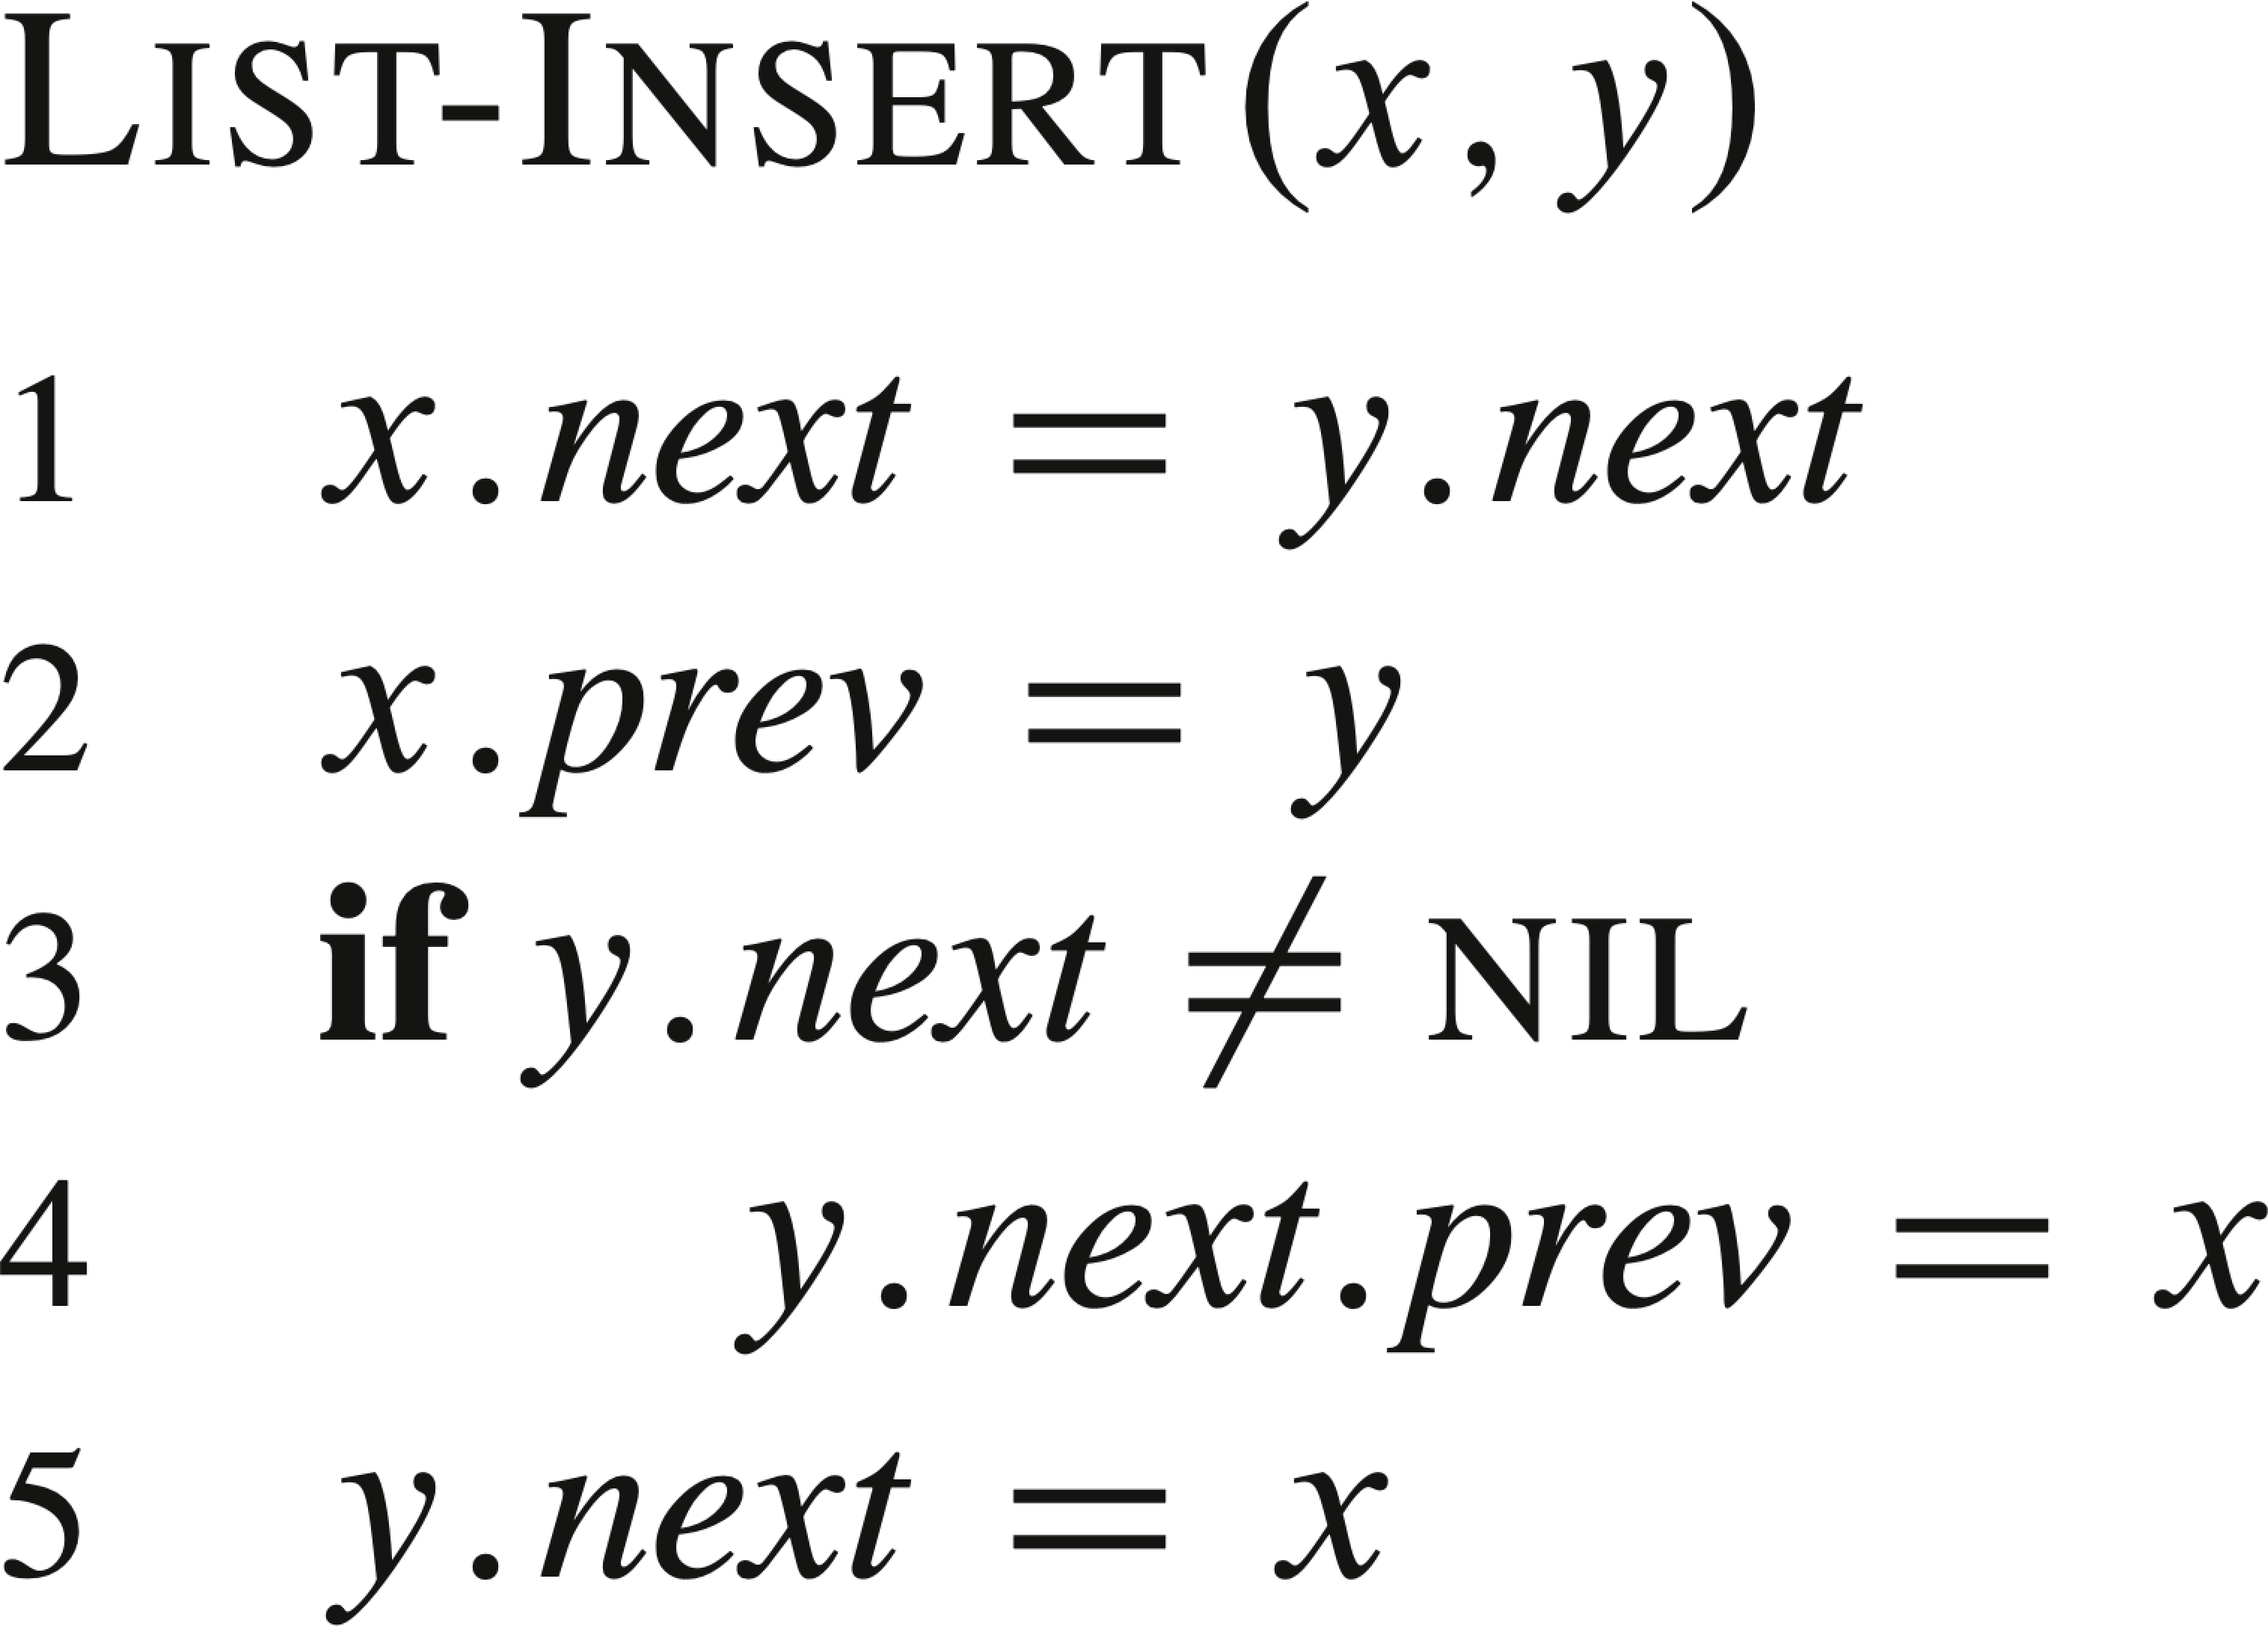 LIST-INSERT(x, y)
1 x.next = y.next
2 x.prev = y
3 if y.next ≠ NIL
4 y.next.prev = x
5 y.next = x